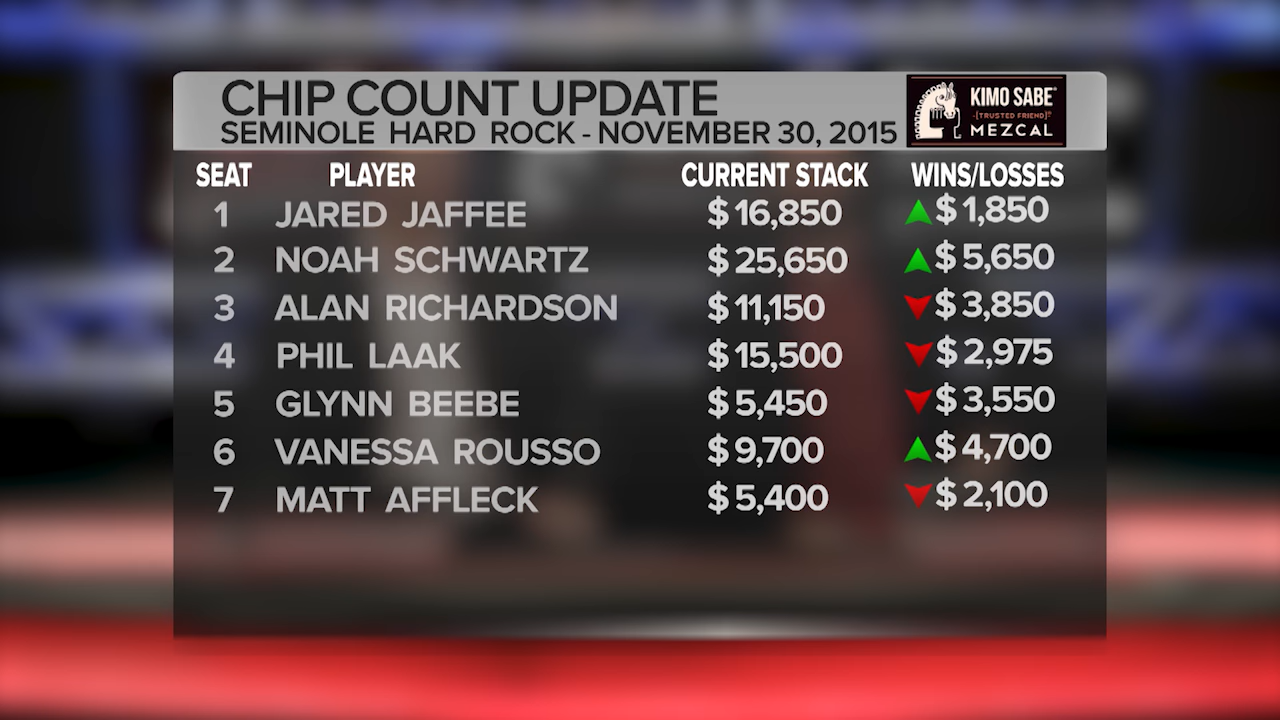 CHIP COUNT UPDATE
SEMINOLE HARD ROCK - NOVEMBER 30, 2015
KIMO SABE®
-[TRUSTED FRIEND]®
MEZCAL
SEAT PLAYER CURRENT STACK WINS/LOSSES
1 JARED JAFFEE $16,850 $1,850
2 NOAH SCHWARTZ $25,650 $5,650
3 ALAN RICHARDSON $11,150 $3,850
4 PHIL LAAK $15,500 $2,975
5 GLYNN BEEBE $5,450 $3,550
6 VANESSA ROUSSO $9,700 $4,700
7 MATT AFFLECK $5,400 $2,100